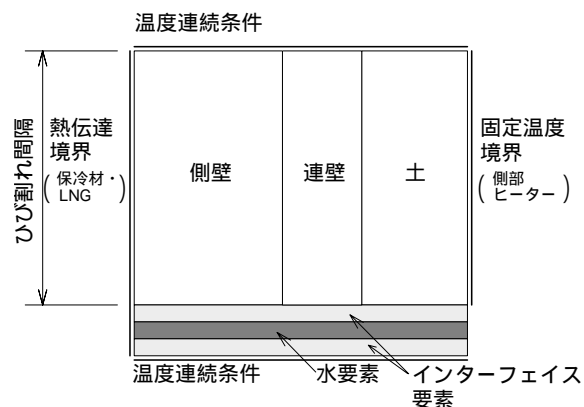 温度連続条件
ひび割れ間隔
熱伝達
境界
(保冷材・
LNG)
側壁
連壁
土
固定温度
境界
(側部
ヒーター)
温度連続条件
水要素
インターフェイス
要素